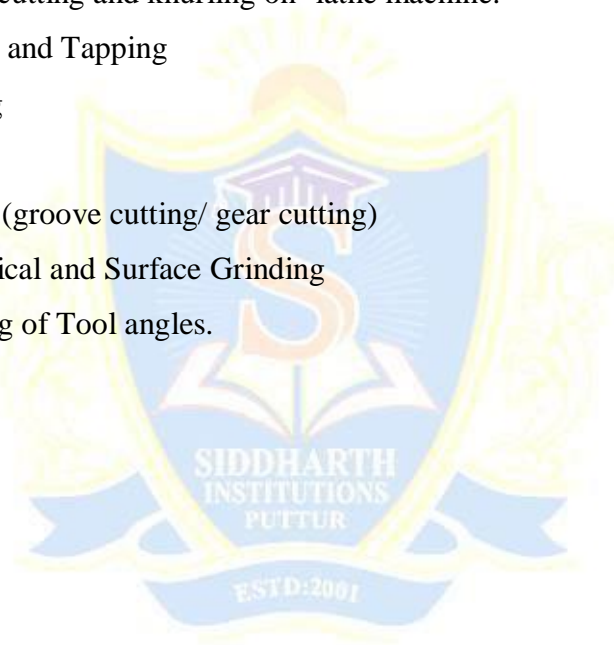 cutting and knurling on lathe machine.
and Tapping
(groove cutting/ gear cutting)
ical and Surface Grinding
g of Tool angles.
S
SIDDHARTH
INSTITUTIONS
PUTTUR
ESTD:2001